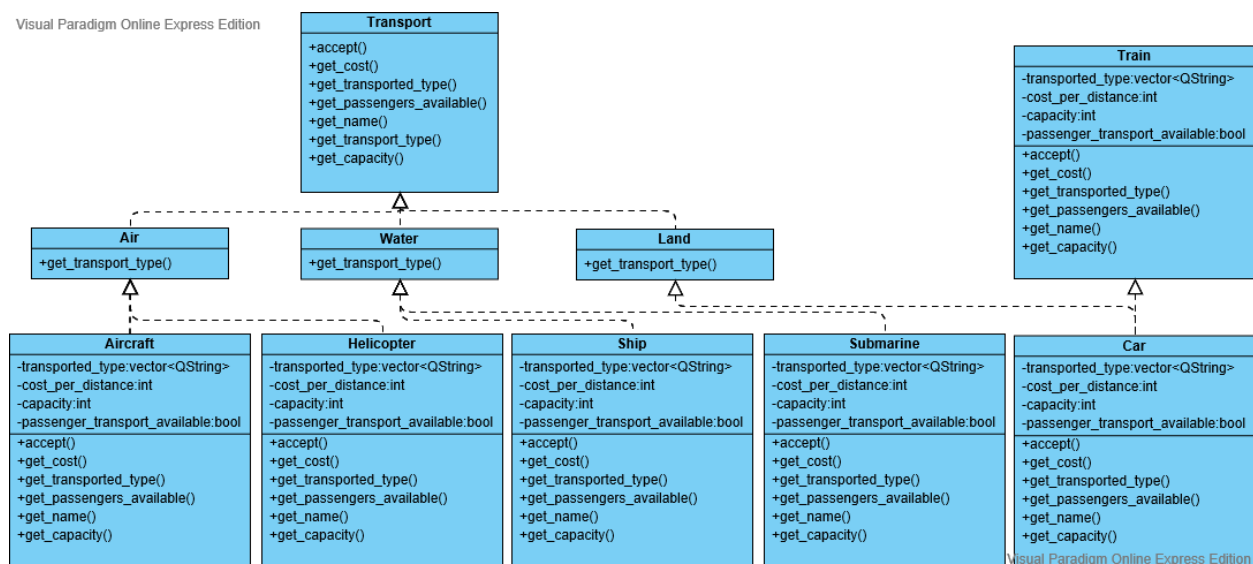 Visual Paradigm Online Express Edition
Transport
+accept()
+get_cost()
+get_transported_type()
+get_passengers_available()
+get_name()
+get_transport_type()
+get_capacity()
Train
-transported_type:vector<QString>
-cost_per_distance:int
-capacity:int
-passenger_transport_available:bool
+accept()
+get_cost()
+get_transported_type()
+get_passengers_available()
+get_name()
+get_capacity()
Air
+get_transport_type()
Water
+get_transport_type()
Land
+get_transport_type()
Aircraft
-transported_type:vector<QString>
-cost_per_distance:int
-capacity:int
-passenger_transport_available:bool
+accept()
+get_cost()
+get_transported_type()
+get_passengers_available()
+get_name()
+get_capacity()
Helicopter
-transported_type:vector<QString>
-cost_per_distance:int
-capacity:int
-passenger_transport_available:bool
+accept()
+get_cost()
+get_transported_type()
+get_passengers_available()
+get_name()
+get_capacity()
Ship
-transported_type:vector<QString>
-cost_per_distance:int
-capacity:int
-passenger_transport_available:bool
+accept()
+get_cost()
+get_transported_type()
+get_passengers_available()
+get_name()
+get_capacity()
Submarine
-transported_type:vector<QString>
-cost_per_distance:int
-capacity:int
-passenger_transport_available:bool
+accept()
+get_cost()
+get_transported_type()
+get_passengers_available()
+get_name()
+get_capacity()
Car
-transported_type:vector<QString>
-cost_per_distance:int
-capacity:int
-passenger_transport_available:bool
+accept()
+get_cost()
+get_transported_type()
+get_passengers_available()
+get_name()
+get_capacity()
Visual Paradigm Online Express Edition